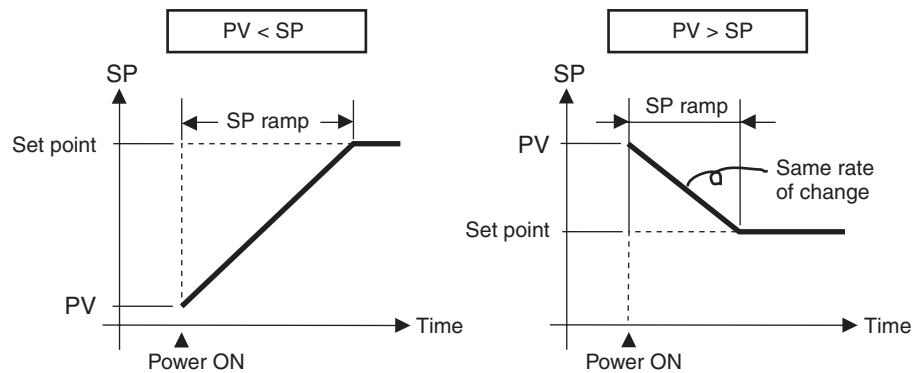 PV < SP
SP
SP ramp
Set point
PV
Time
Power ON
PV > SP
SP
SP ramp
PV
Same rate
of change
Set point
Time
Power ON